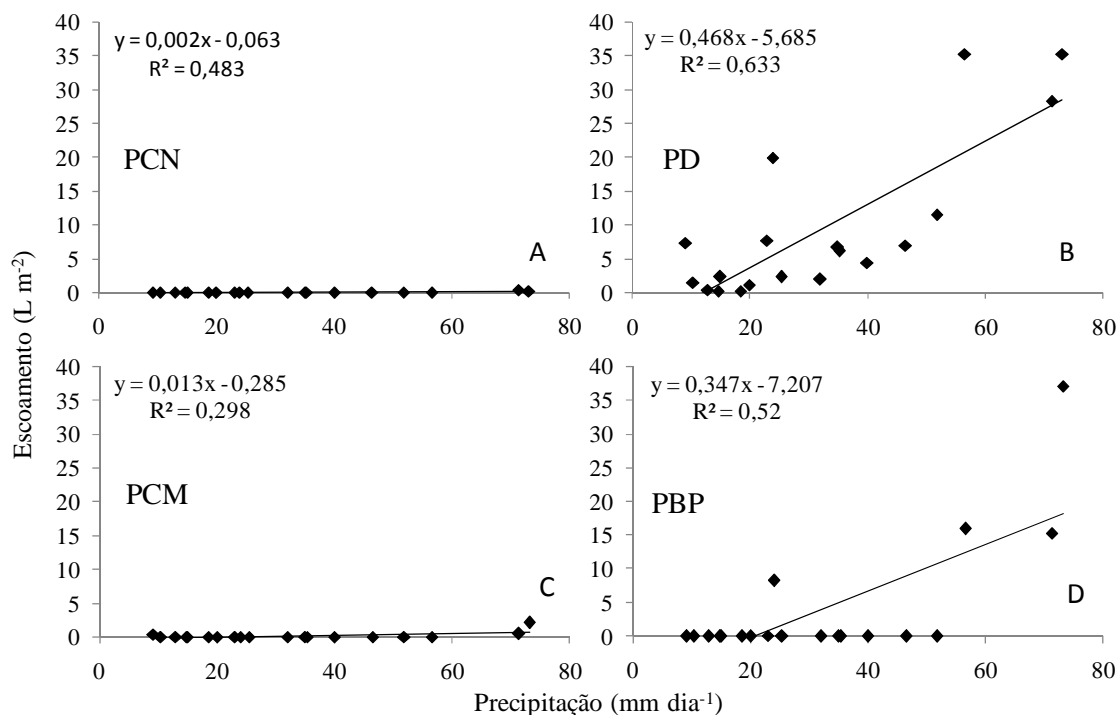 Escoamento (L m-2)
40
35
30
25
20
15
10
5
0
y = 0,002x - 0,063
R² = 0,483
PCN
A
0 20 40 60 80
40
35
30
25
20
15
10
5
0
y = 0,468x - 5,685
R² = 0,633
PD
B
0 20 40 60 80
40
35
30
25
20
15
10
5
0
y = 0,013x - 0,285
R² = 0,298
PCM
C
0 20 40 60 80
40
35
30
25
20
15
10
5
0
y = 0,347x - 7,207
R² = 0,52
PBP
D
0 20 40 60 80
Precipitação (mm dia-1)